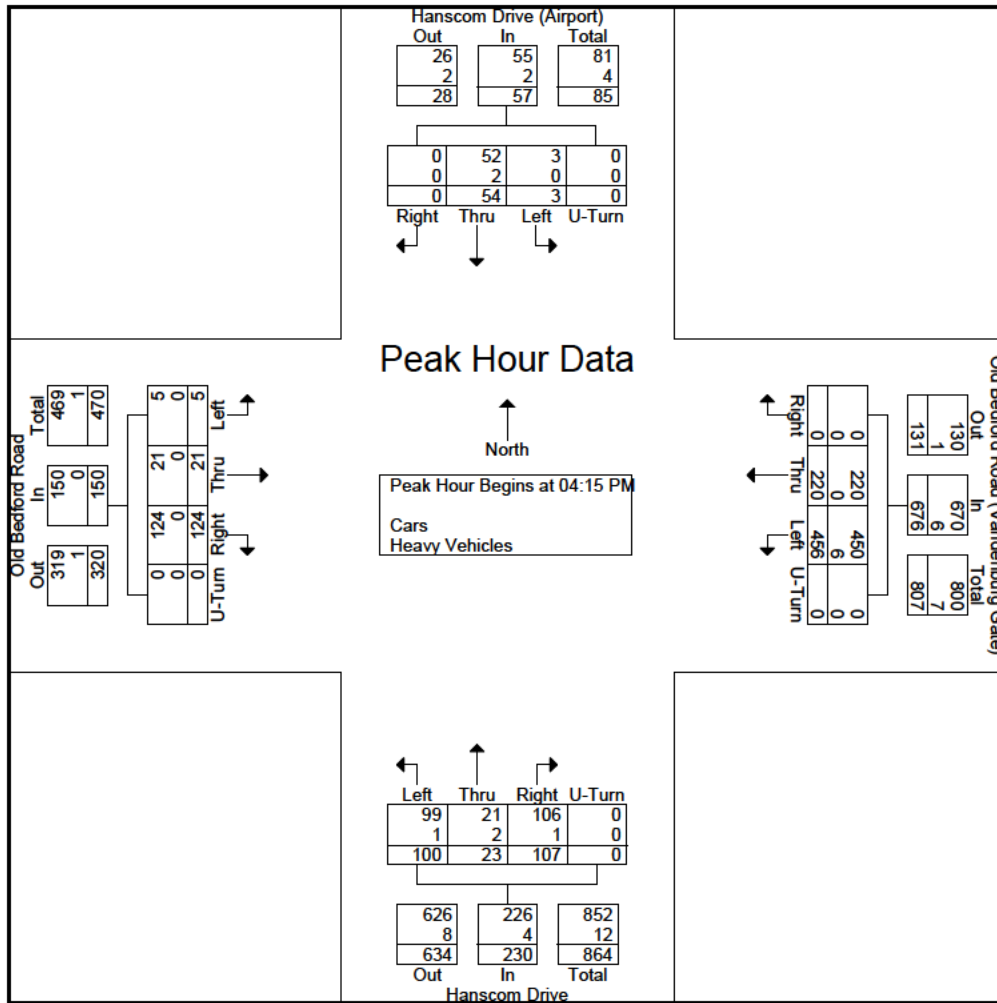 Hanscom Drive (Airport)
Out In Total
26 55 81
2 2 4
28 57 85
0 52 3 0
0 2 0 0
0 54 3 0
Right Thru Left U-Turn
Peak Hour Data
North
Peak Hour Begins at 04:15 PM
Cars
Heavy Vehicles
Old Bedford Road
Out In Total
319 150 469
1 0 1
320 150 470
U-Turn Right Thru Left
0 124 21 5
0 0 0 0
0 124 21 5
Old Bedford Road (Vandenburg Gate)
Out In Total
130 670 800
1 6 7
131 676 807
0 220 450 0
0 0 6 0
0 220 456 0
Right Thru Left U-Turn
Left Thru Right U-Turn
99 21 106 0
1 2 1 0
100 23 107 0
626 226 852
8 4 12
634 230 864
Out In Total
Hanscom Drive